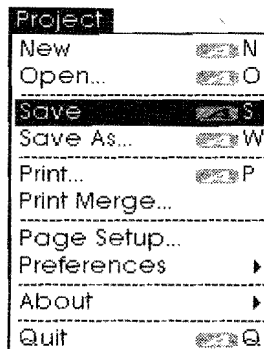 Project
New N
Open... O
Save S
Save As... W
Print... P
Print Merge...
Page Setup...
Preferences
About
Quit Q